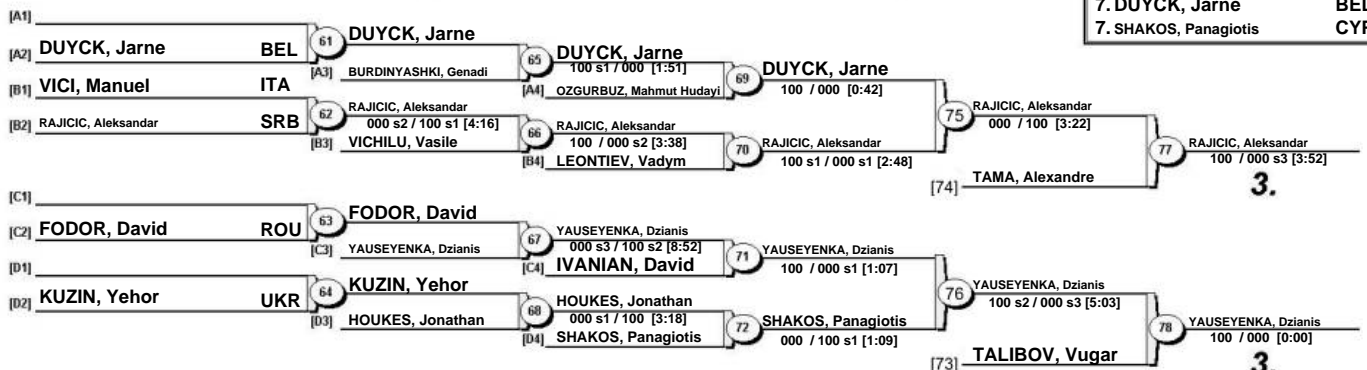 7. DUYCK, Jarne BEL
7. SHAKOS, Panagiotis CYP
[A1]
[A2] DUYCK, Jarne BEL
61 DUYCK, Jarne
[A3] BURDINYASHKI, Genadi
65 DUYCK, Jarne
100 s1 / 000 [1:51]
[A4] OZGURBUZ, Mahmut Hudayi
69 DUYCK, Jarne
100 / 000 [0:42]
[B1] VICI, Manuel ITA
[B2] RAJICIC, Aleksandar SRB
62 RAJICIC, Aleksandar
000 s2 / 100 s1 [4:16]
[B3] VICHILU, Vasile
66 RAJICIC, Aleksandar
100 / 000 s2 [3:38]
[B4] LEONTIEV, Vadym
70 RAJICIC, Aleksandar
100 s1 / 000 s1 [2:48]
75 RAJICIC, Aleksandar
000 / 100 [3:22]
[74] TAMA, Alexandre
77 RAJICIC, Aleksandar
100 / 000 s3 [3:52]
3.
[C1]
[C2] FODOR, David ROU
63 FODOR, David
[C3] YAUSEYENKA, Dzianis
67 YAUSEYENKA, Dzianis
000 s3 / 100 s2 [8:52]
[C4] IVANIAN, David
71 YAUSEYENKA, Dzianis
100 / 000 s1 [1:07]
[D1]
[D2] KUZIN, Yehor UKR
64 KUZIN, Yehor
[D3] HOUKES, Jonathan
68 HOUKES, Jonathan
000 s1 / 100 [3:18]
[D4] SHAKOS, Panagiotis
72 SHAKOS, Panagiotis
000 / 100 s1 [1:09]
76 YAUSEYENKA, Dzianis
100 s2 / 000 s3 [5:03]
[73] TALIBOV, Vugar
78 YAUSEYENKA, Dzianis
100 / 000 [0:00]
3.